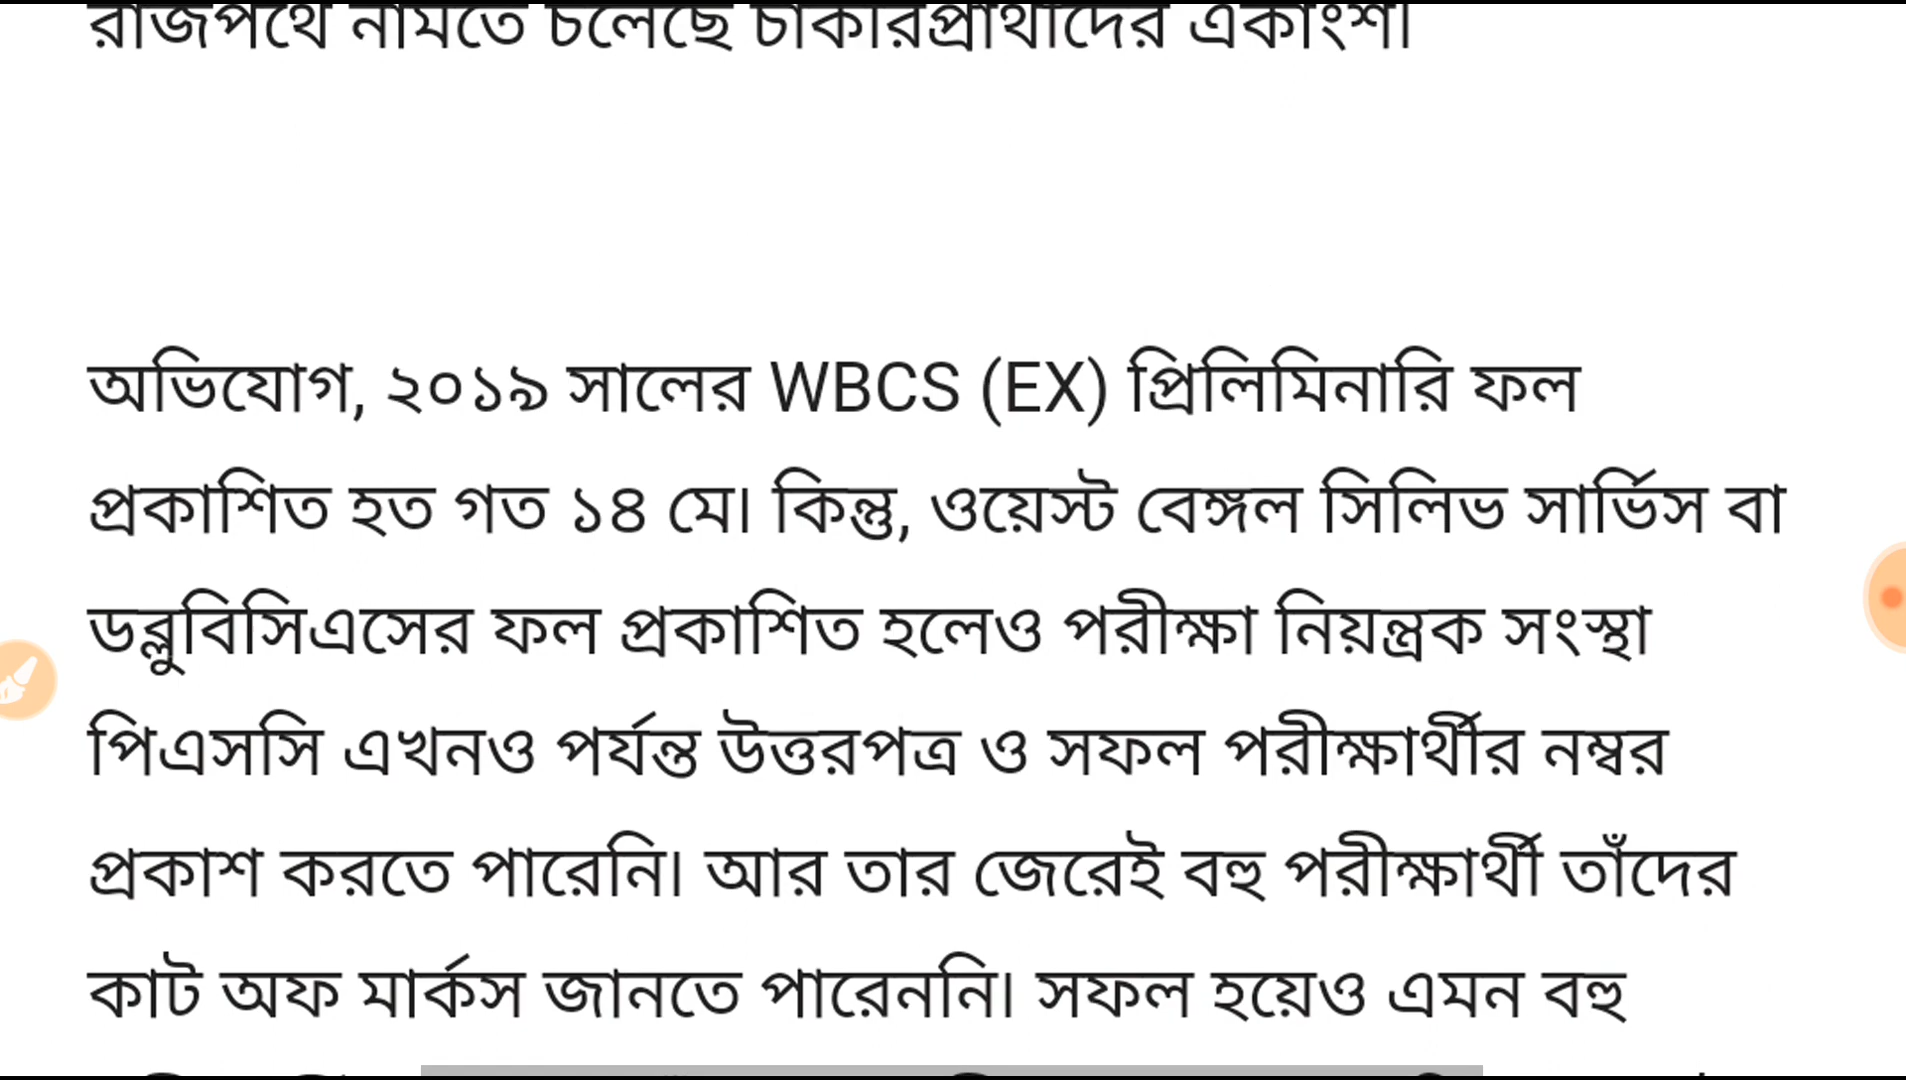 রাজপথে নামতে চলেছে চাকরিপ্রার্থীদের একাংশ।
অভিযোগ, ২০১৯ সালের WBCS (EX) প্রিলিমিনারি ফল
প্রকাশিত হত গত ১৪ মে। কিন্তু, ওয়েস্ট বেঙ্গল সিলিভ সার্ভিস বা
ডব্লুবিসিএসের ফল প্রকাশিত হলেও পরীক্ষা নিয়ন্ত্রক সংস্থা
পিএসসি এখনও পর্যন্ত উত্তরপত্র ও সফল পরীক্ষার্থীর নম্বর
প্রকাশ করতে পারেনি। আর তার জেরেই বহু পরীক্ষার্থী তাঁদের
কাট অফ মার্কস জানতে পারেননি। সফল হয়েও এমন বহু